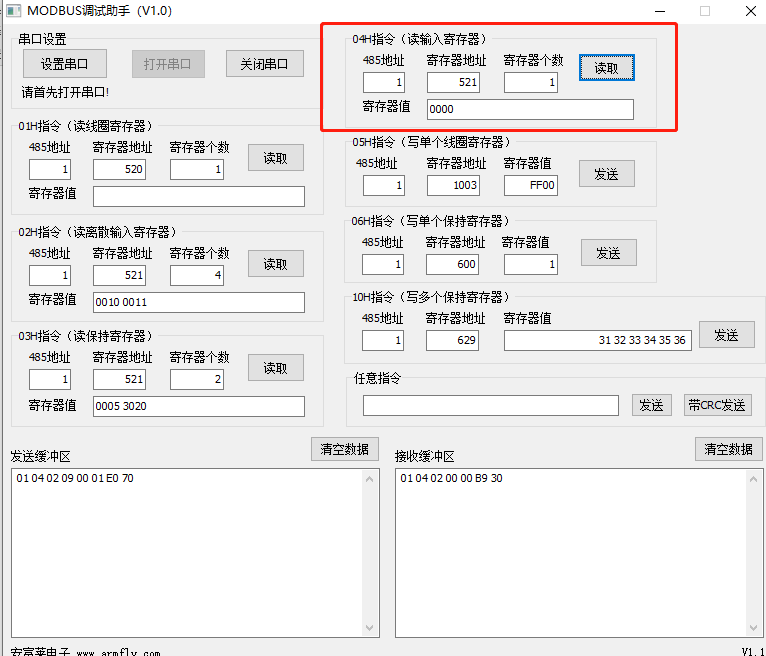 MODBUS调试助手（V1.0）
串口设置
设置串口 打开串口 关闭串口
请首先打开串口!
01H指令（读线圈寄存器）
485地址 寄存器地址 寄存器个数
1 520 1 读取
寄存器值
02H指令（读离散输入寄存器）
485地址 寄存器地址 寄存器个数
1 521 4 读取
寄存器值 0010 0011
03H指令（读保持寄存器）
485地址 寄存器地址 寄存器个数
1 521 2 读取
寄存器值 0005 3020
04H指令（读输入寄存器）
485地址 寄存器地址 寄存器个数
1 521 1 读取
寄存器值 0000
05H指令（写单个线圈寄存器）
485地址 寄存器地址 寄存器值
1 1003 FF00 发送
06H指令（写单个保持寄存器）
485地址 寄存器地址 寄存器值
1 600 1 发送
10H指令（写多个保持寄存器）
485地址 寄存器地址 寄存器值
1 629 31 32 33 34 35 36 发送
任意指令
发送 带CRC发送
发送缓冲区 清空数据
01 04 02 09 00 01 E0 70
接收缓冲区 清空数据
01 04 02 00 00 B9 30
安富莱电子 www.armfly.com V1.1